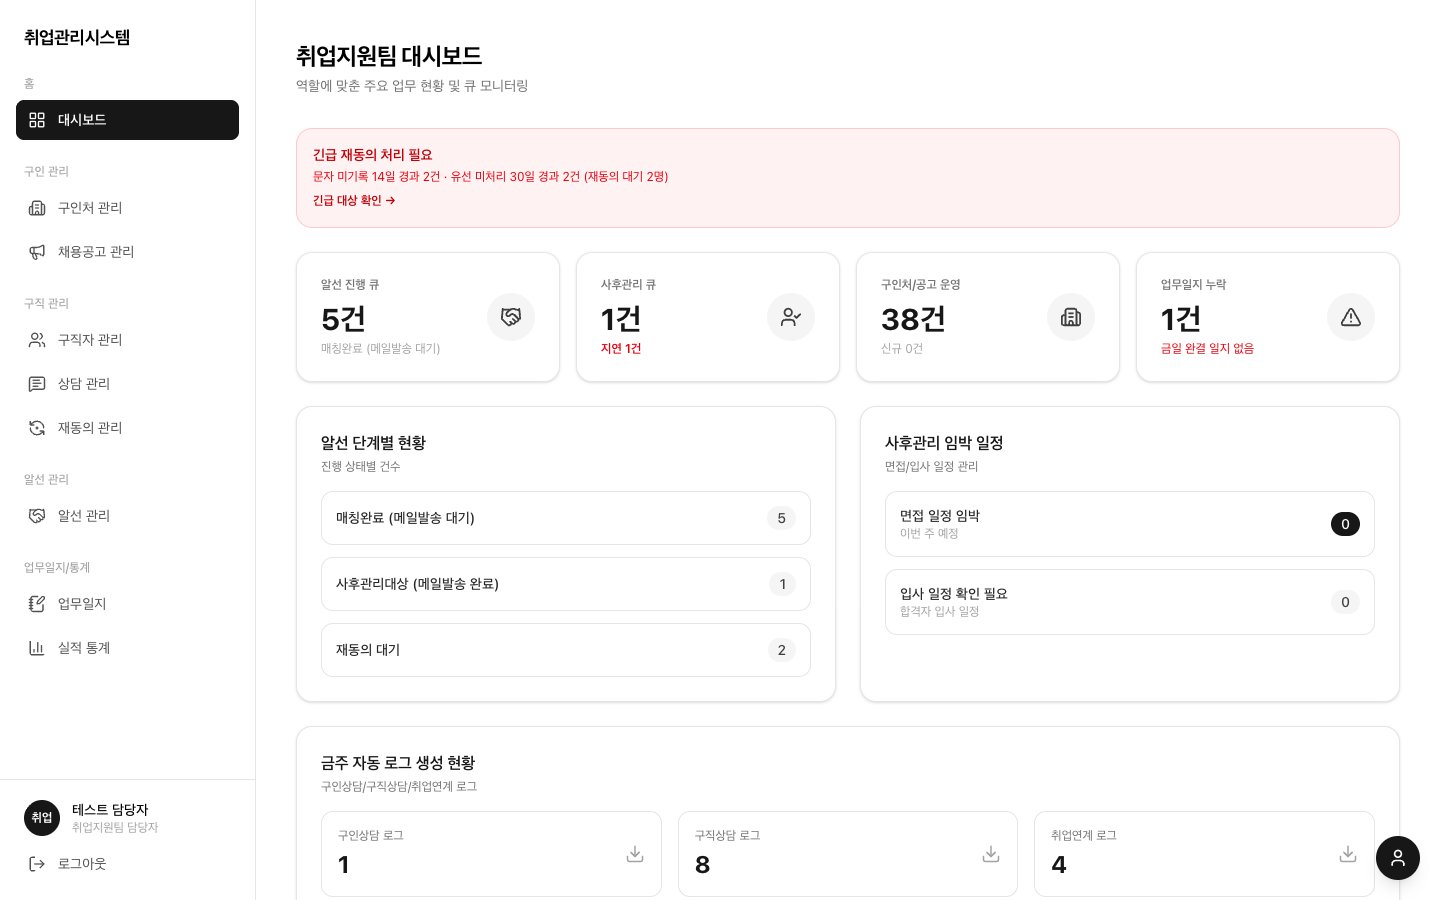 취업관리시스템
홈
대시보드
구인 관리
구인처 관리
채용공고 관리
구직 관리
구직자 관리
상담 관리
재동의 관리
알선 관리
알선 관리
업무일지/통계
업무일지
실적 통계
취업
테스트 담당자
취업지원팀 담당자
로그아웃
취업지원팀 대시보드
역할에 맞춘 주요 업무 현황 및 큐 모니터링
긴급 재동의 처리 필요
문자 미기록 14일 경과 2건 · 유선 미처리 30일 경과 2건 (재동의 대기 2명)
긴급 대상 확인 →
알선 진행 큐
5건
매칭완료 (메일발송 대기)
사후관리 큐
1건
지연 1건
구인처/공고 운영
38건
신규 0건
업무일지 누락
1건
금일 완결 일지 없음
알선 단계별 현황
진행 상태별 건수
매칭완료 (메일발송 대기) 5
사후관리대상 (메일발송 완료) 1
재동의 대기 2
사후관리 임박 일정
면접/입사 일정 관리
면접 일정 임박
이번 주 예정
0
입사 일정 확인 필요
합격자 입사 일정
0
금주 자동 로그 생성 현황
구인상담/구직상담/취업연계 로그
구인상담 로그
1
구직상담 로그
8
취업연계 로그
4